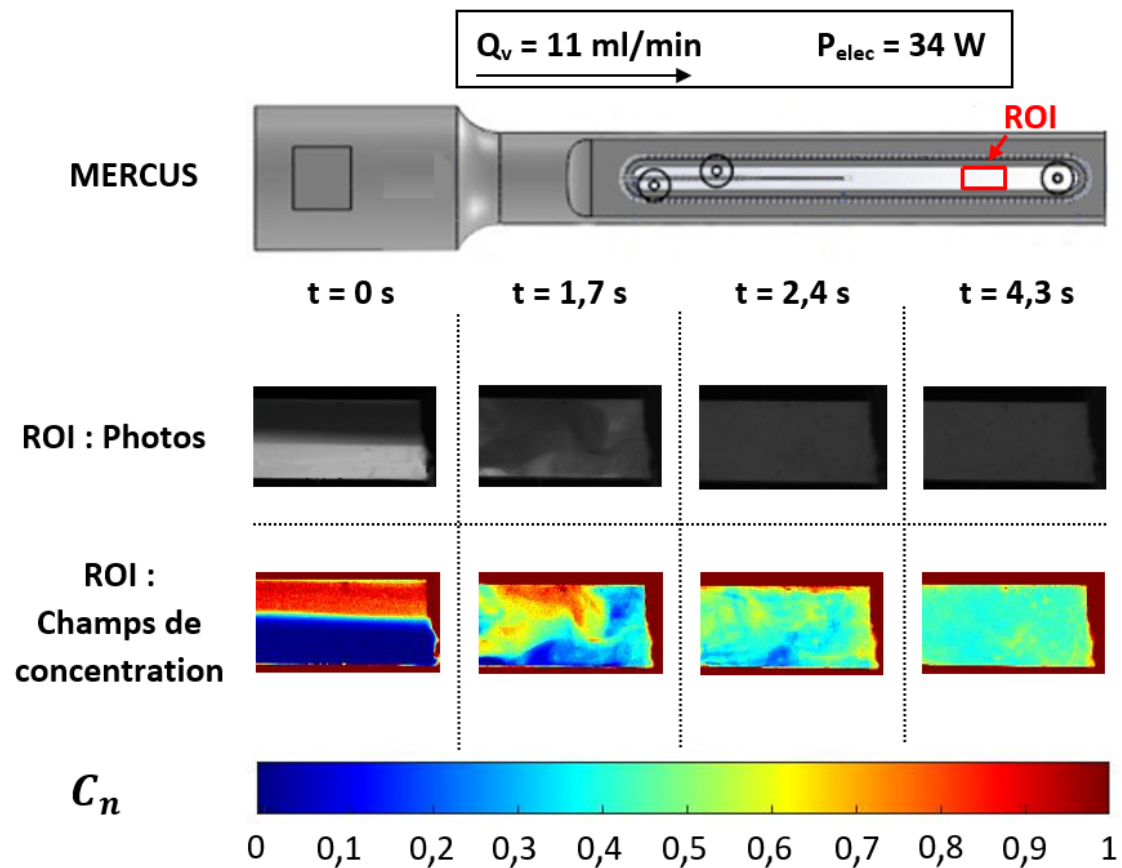 Qv = 11 ml/min Pelec = 34 W
ROI
MERCUS
t = 0 s t = 1,7 s t = 2,4 s t = 4,3 s
ROI : Photos
ROI :
Champs de
concentration
Cn
0 0,1 0,2 0,3 0,4 0,5 0,6 0,7 0,8 0,9 1